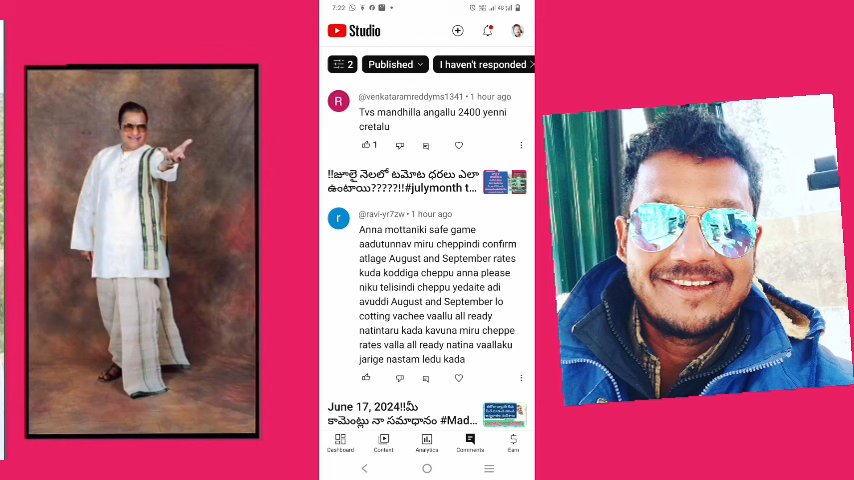 7:22
Studio
2 Published I haven't responded
R @venkataramreddyms1341 • 1 hour ago
Tvs mandhilla angallu 2400 yenni
cretalu
1
!!జూలై నెలలో టమోట ధరలు ఎలా
ఉంటాయి?????!!#julymonth t...
r @ravi-yr7zw • 1 hour ago
Anna mottaniki safe game
aadutunnav miru cheppindi confirm
atlage August and September rates
kuda koddiga cheppu anna please
niku telisindi cheppu yedaite adi
avuddi August and September lo
cotting vachee vaallu all ready
natintaru kada kavuna miru cheppe
rates valla all ready natina vaallaku
jarige nastam ledu kada
June 17, 2024!!మీ
కామెంట్లు నా సమాధానం #Mad...
Dashboard Content Analytics Comments Earn